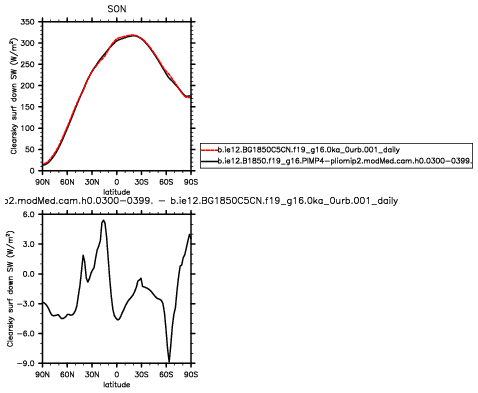 SON
Clearsky surf down SW (W/m²)
350
300
250
200
150
100
50
0
90N 60N 30N 0 30S 60S 90S
latitude
b.ie12.BG1850C5CN.f19_g16.0ka_0urb.001_daily
b.ie12.B1850.f19_g16.PlMP4-pliomip2.modMed.cam.h0.0300-0399.
p2.modMed.cam.h0.0300-0399. - b.ie12.BG1850C5CN.f19_g16.0ka_0urb.001_daily
Clearsky surf down SW (W/m²)
6.0
3.0
0.0
-3.0
-6.0
-9.0
90N 60N 30N 0 30S 60S 90S
latitude